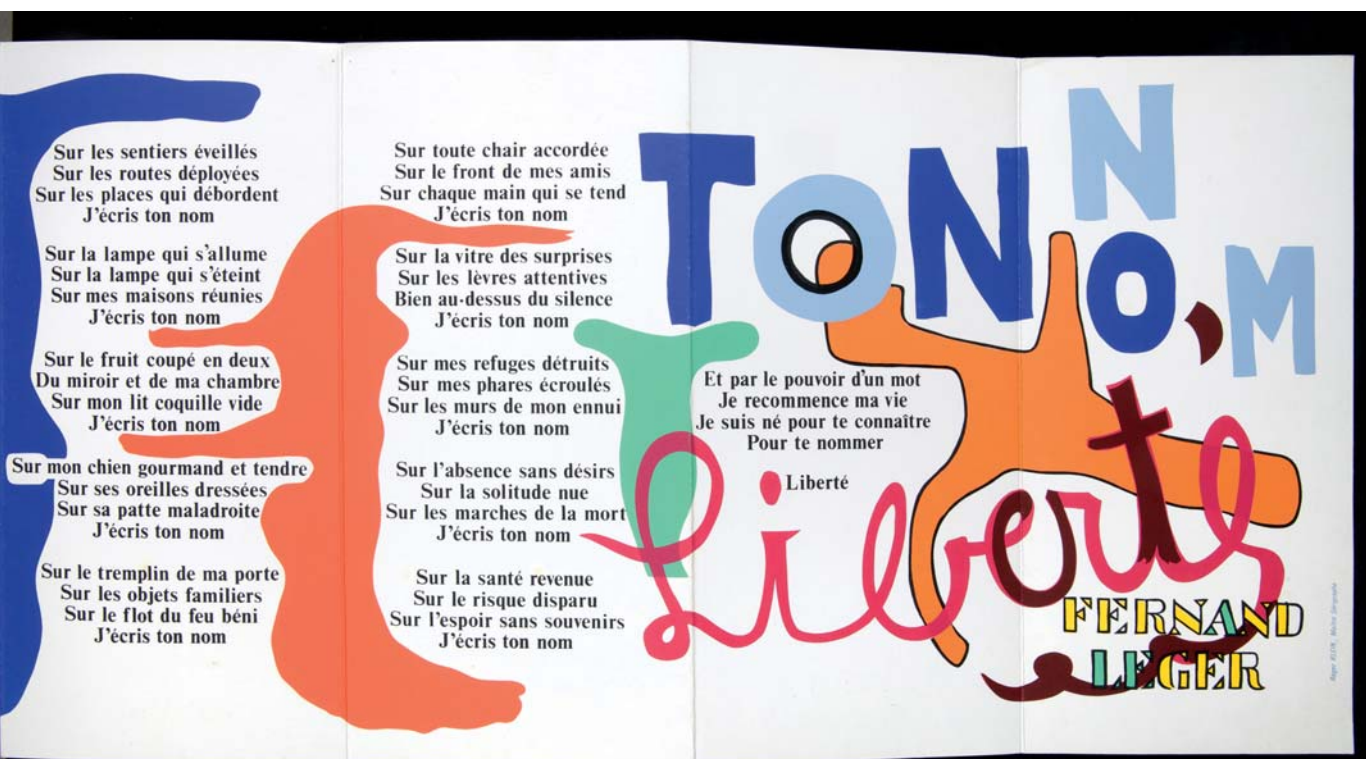 Sur les sentiers éveillés
Sur les routes déployées
Sur les places qui débordent
J'écris ton nom
Sur la lampe qui s'allume
Sur la lampe qui s'éteint
Sur mes maisons réunies
J'écris ton nom
Sur le fruit coupé en deux
Du miroir et de ma chambre
Sur mon lit coquille vide
J'écris ton nom
Sur mon chien gourmand et tendre
Sur ses oreilles dressées
Sur sa patte maladroite
J'écris ton nom
Sur le tremplin de ma porte
Sur les objets familiers
Sur le flot du feu béni
J'écris ton nom
Sur toute chair accordée
Sur le front de mes amis
Sur chaque main qui se tend
J'écris ton nom
Sur la vitre des surprises
Sur les lèvres attentives
Bien au-dessus du silence
J'écris ton nom
Sur mes refuges détruits
Sur mes phares écroulés
Sur les murs de mon ennui
J'écris ton nom
Sur l'absence sans désirs
Sur la solitude nue
Sur les marches de la mort
J'écris ton nom
Sur la santé revenue
Sur le risque disparu
Sur l'espoir sans souvenirs
J'écris ton nom
TON NOM,
Et par le pouvoir d'un mot
Je recommence ma vie
Je suis né pour te connaître
Pour te nommer
Liberté
Liberté
FERNAND
LEGER